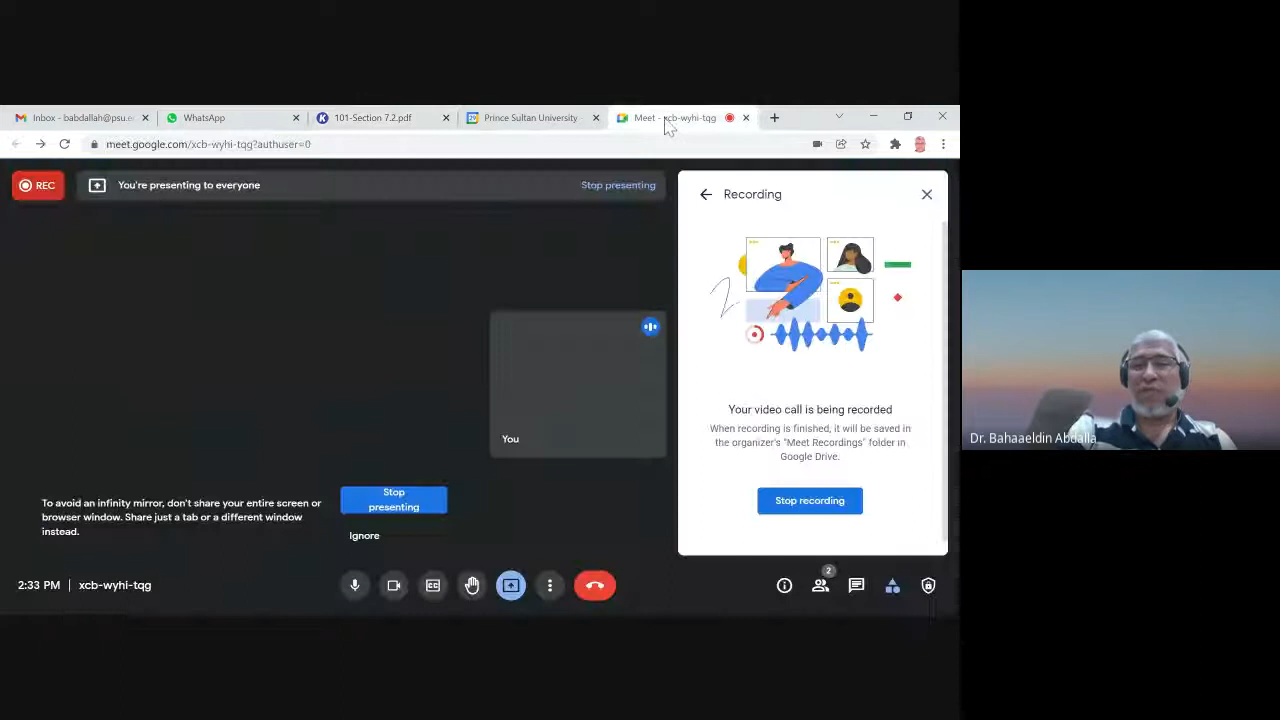 Inbox - babdallah@psu.e
WhatsApp
101-Section 7.2.pdf
Prince Sultan University
Meet - xcb-wyhi-tqg
meet.google.com/xcb-wyhi-tqg?authuser=0
REC
You're presenting to everyone
Stop presenting
Recording
You
Your video call is being recorded
When recording is finished, it will be saved
in the organizer's "Meet Recordings" folder in
Google Drive.
Stop recording
To avoid an infinity mirror, don't share your entire screen or
browser window. Share just a tab or a different window
instead.
Stop
presenting
Ignore
2:33 PM | xcb-wyhi-tqg
2
Dr. Bahaaeldin Abdalla